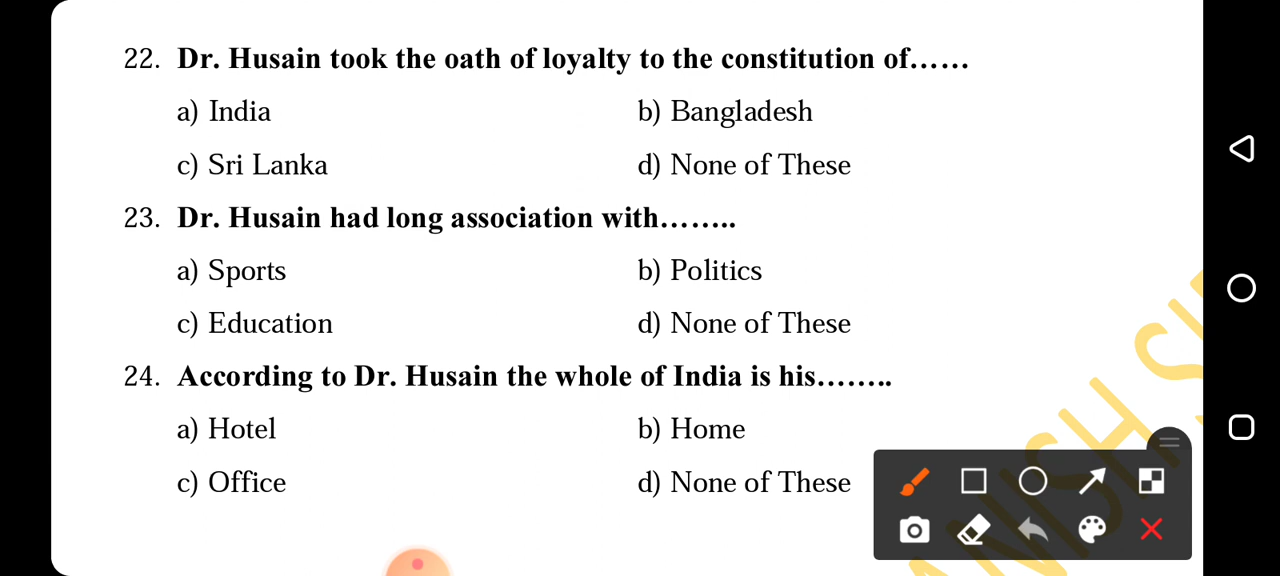 22. Dr. Husain took the oath of loyalty to the constitution of......
a) India b) Bangladesh
c) Sri Lanka d) None of These
23. Dr. Husain had long association with........
a) Sports b) Politics
c) Education d) None of These
24. According to Dr. Husain the whole of India is his........
a) Hotel b) Home
c) Office d) None of These